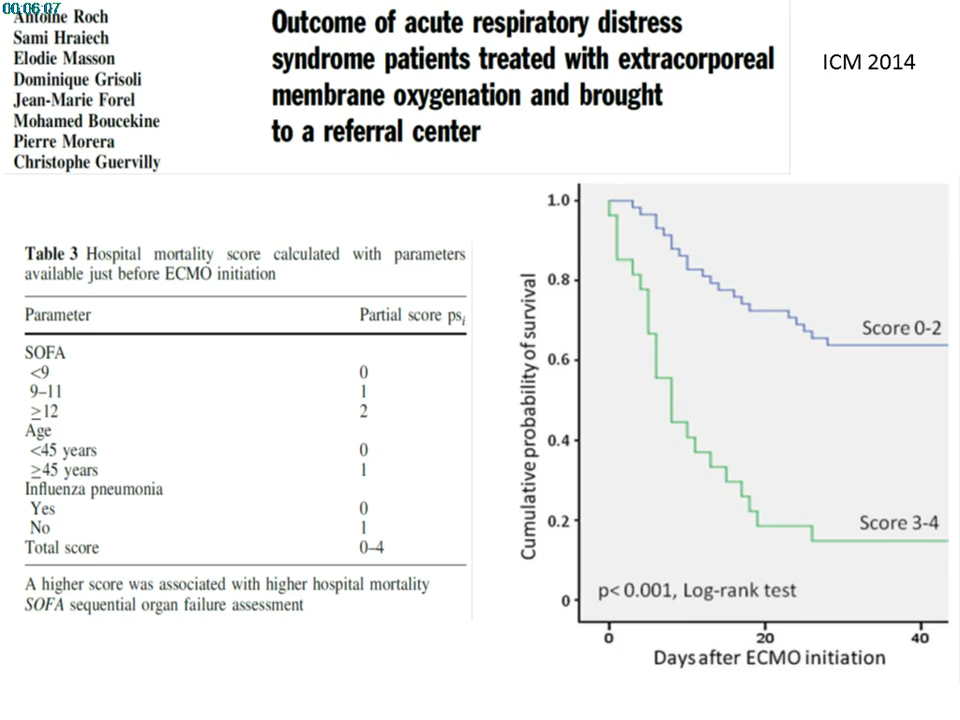 00:06:07
Antoine Roch
Sami Hraiech
Elodie Masson
Dominique Grisoli
Jean-Marie Forel
Mohamed Boucekine
Pierre Morera
Christophe Guervilly
Outcome of acute respiratory distress
syndrome patients treated with extracorporeal
membrane oxygenation and brought
to a referral center
ICM 2014
Table 3 Hospital mortality score calculated with parameters
available just before ECMO initiation
Parameter Partial score psi
SOFA
<9 0
9–11 1
≥12 2
Age
<45 years 0
≥45 years 1
Influenza pneumonia
Yes 0
No 1
Total score 0–4
A higher score was associated with higher hospital mortality
SOFA sequential organ failure assessment
Cumulative probability of survival
1.0
0.8
0.6
0.4
0.2
0
Score 0-2
Score 3-4
p< 0.001, Log-rank test
0 20 40
Days after ECMO initiation